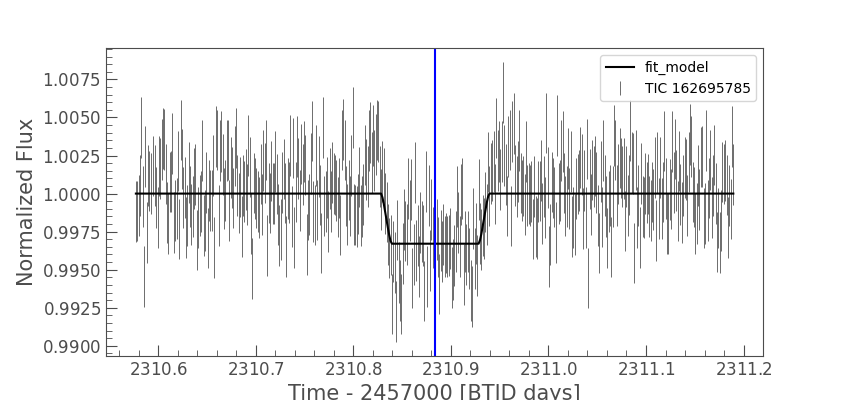 fit_model
TIC 162695785
1.0075
1.0050
1.0025
1.0000
0.9975
0.9950
0.9925
0.9900
Normalized Flux
2310.6 2310.7 2310.8 2310.9 2311.0 2311.1 2311.2
Time - 2457000 [BTJD days]